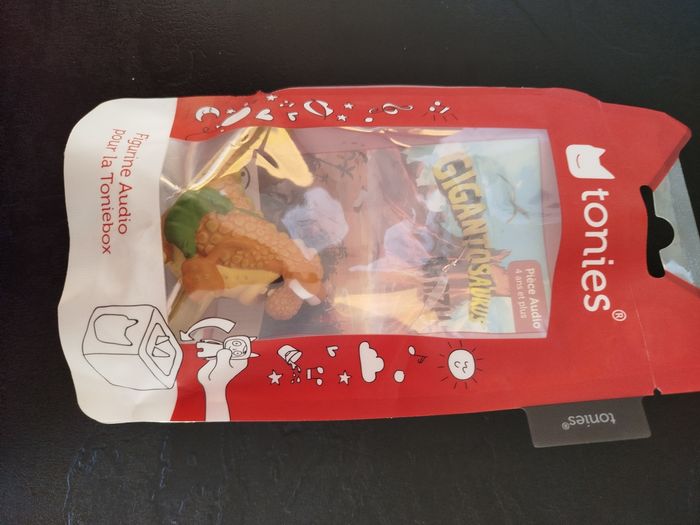 tonies®
Pièce Audio
4 ans et plus
GIGANTOSAURUS
Figurine Audio
pour la Toniebox
tonies®